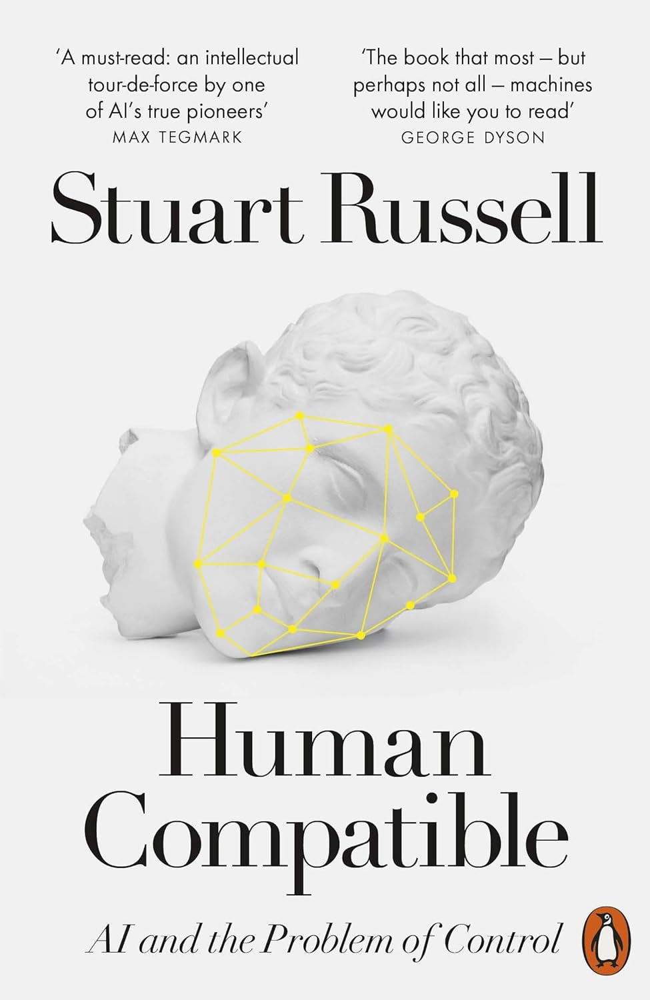 ‘A must-read: an intellectual
tour-de-force by one
of AI’s true pioneers’
MAX TEGMARK
‘The book that most – but
perhaps not all – machines
would like you to read’
GEORGE DYSON
Stuart Russell
Human
Compatible
AI and the Problem of Control